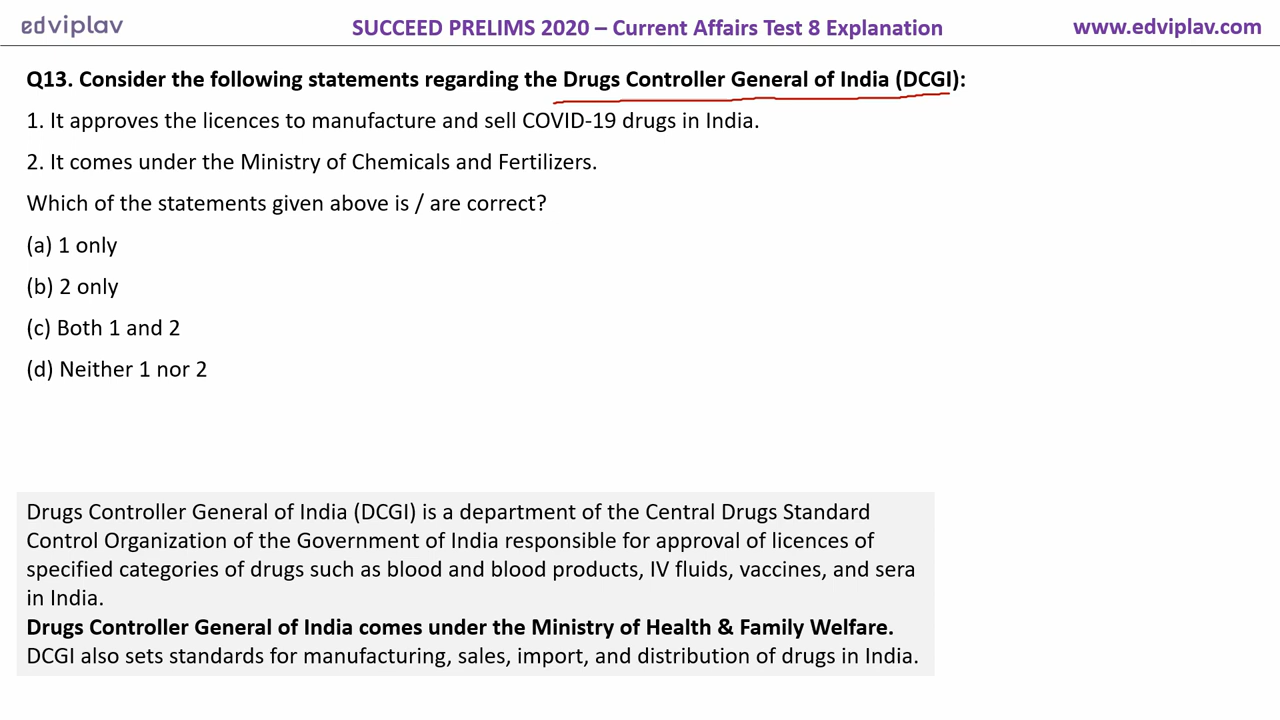 edviplav
SUCCEED PRELIMS 2020 – Current Affairs Test 8 Explanation
www.edviplav.com
Q13. Consider the following statements regarding the Drugs Controller General of India (DCGI):
1. It approves the licences to manufacture and sell COVID-19 drugs in India.
2. It comes under the Ministry of Chemicals and Fertilizers.
Which of the statements given above is / are correct?
(a) 1 only
(b) 2 only
(c) Both 1 and 2
(d) Neither 1 nor 2
Drugs Controller General of India (DCGI) is a department of the Central Drugs Standard
Control Organization of the Government of India responsible for approval of licences of
specified categories of drugs such as blood and blood products, IV fluids, vaccines, and sera
in India.
Drugs Controller General of India comes under the Ministry of Health & Family Welfare.
DCGI also sets standards for manufacturing, sales, import, and distribution of drugs in India.